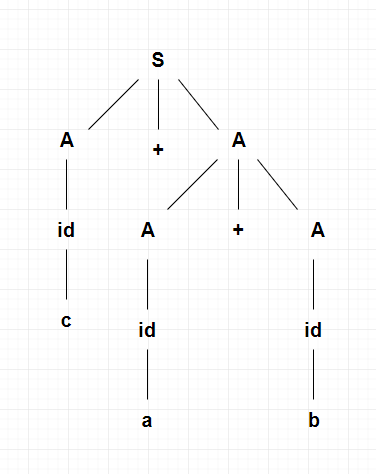 S
A + A
id A + A
c id id
a b